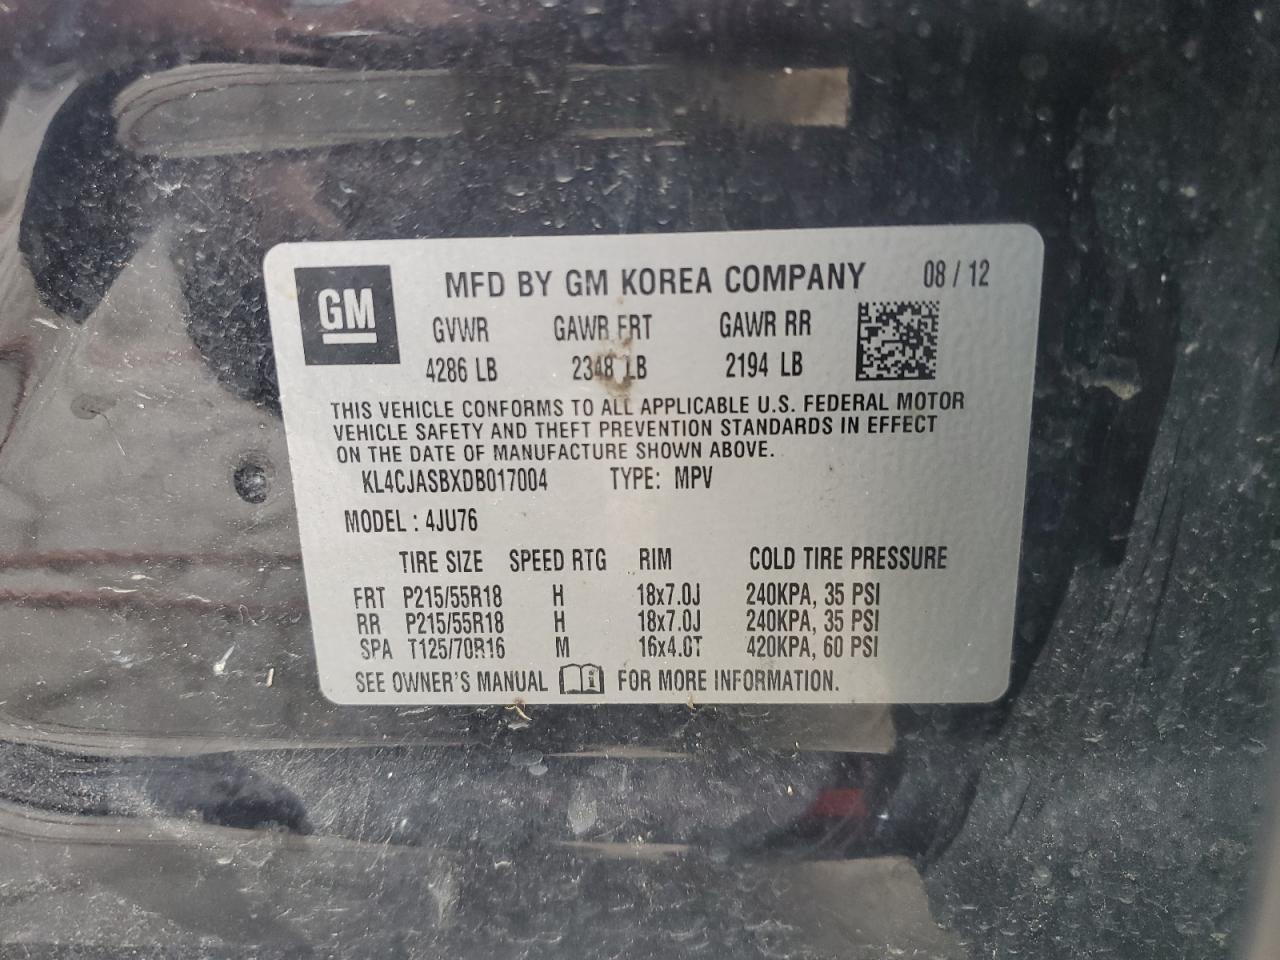 GM
MFD BY GM KOREA COMPANY 08 / 12
GVWR GAWR FRT GAWR RR
4286 LB 2348 LB 2194 LB
THIS VEHICLE CONFORMS TO ALL APPLICABLE U.S. FEDERAL MOTOR
VEHICLE SAFETY AND THEFT PREVENTION STANDARDS IN EFFECT
ON THE DATE OF MANUFACTURE SHOWN ABOVE.
KL4CJASBXDB017004 TYPE: MPV
MODEL : 4JU76
TIRE SIZE SPEED RTG RIM COLD TIRE PRESSURE
FRT P215/55R18 H 18x7.0J 240KPA, 35 PSI
RR P215/55R18 H 18x7.0J 240KPA, 35 PSI
SPA T125/70R16 M 16x4.0T 420KPA, 60 PSI
SEE OWNER'S MANUAL FOR MORE INFORMATION.